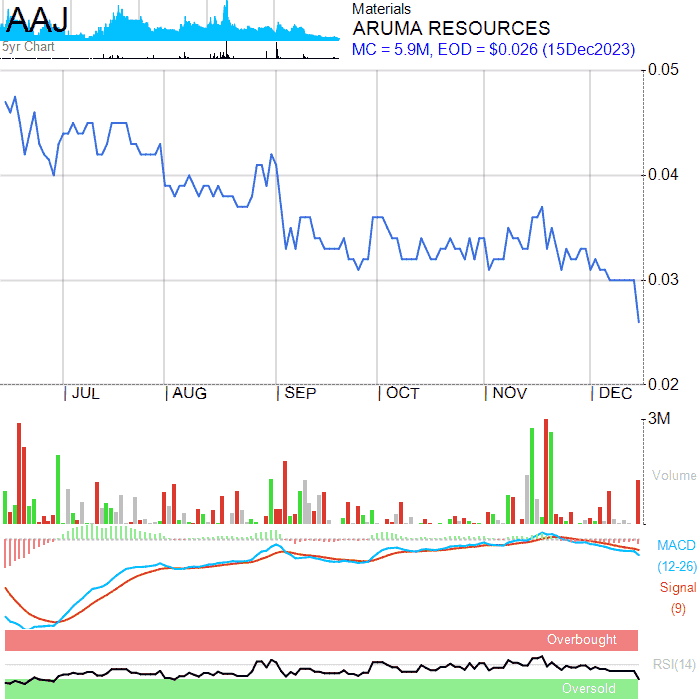 AAJ
5yr Chart
Materials
ARUMA RESOURCES
MC = 5.9M, EOD = $0.026 (15Dec2023)
0.05
0.04
0.03
0.02
JUL AUG SEP OCT NOV DEC
3M
Volume
MACD
(12-26)
Signal
(9)
Overbought
RSI(14)
Oversold